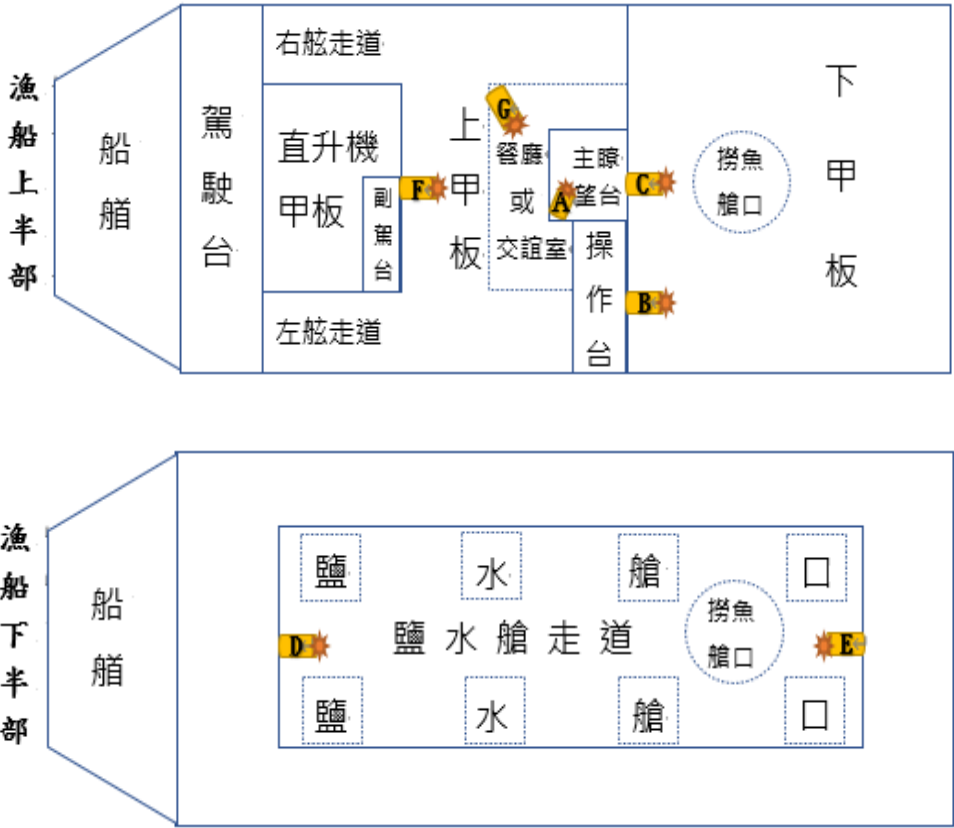 漁船上半部
船艏
駕駛台
右舷走道
直升機
甲板
副駕台
F
左舷走道
上甲板
G
餐廳
或
交誼室
主瞭
望台
A
操作台
C
B
撈魚
艙口
下甲板
漁船下半部
船艏
鹽 水 艙 口
D
鹽水艙走道
撈魚
艙口
E
鹽 水 艙 口